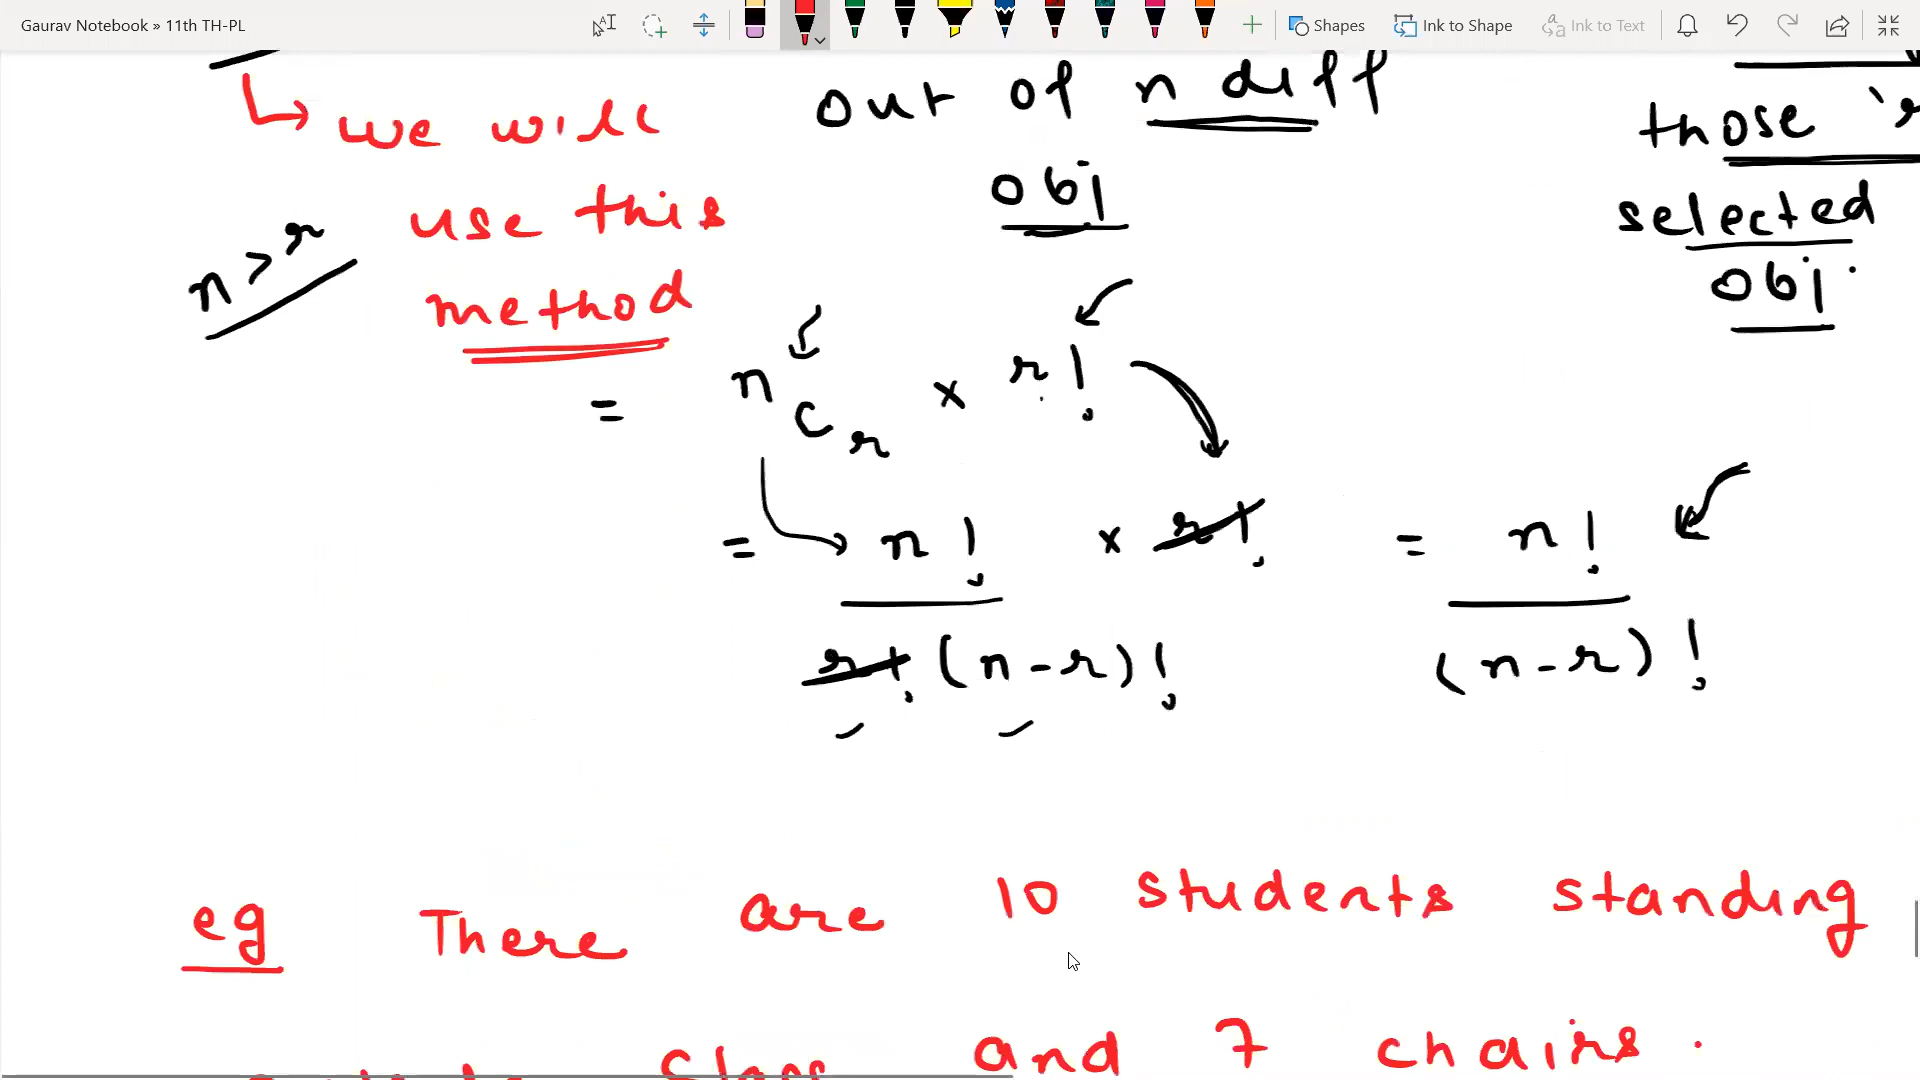 Gaurav Notebook » 11th TH-PL
Shapes
Ink to Shape
Ink to Text
we will
use this
method
n > r
out of n diff
obj
those 'r
selected
obj.
= nCr × r!
= n! / r! (n-r)! × r! = n! / (n-r)!
eg There are 10 students standing
class and 7 chairs.